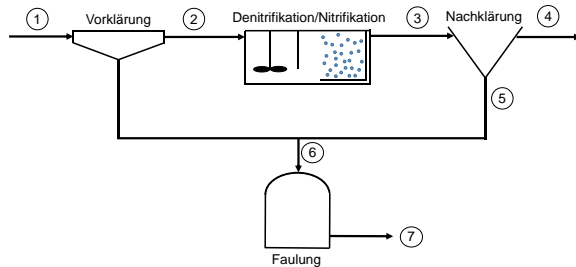 Vorklärung
Denitrifikation/Nitrifikation
Nachklärung
1
2
3
4
5
6
7
Faulung